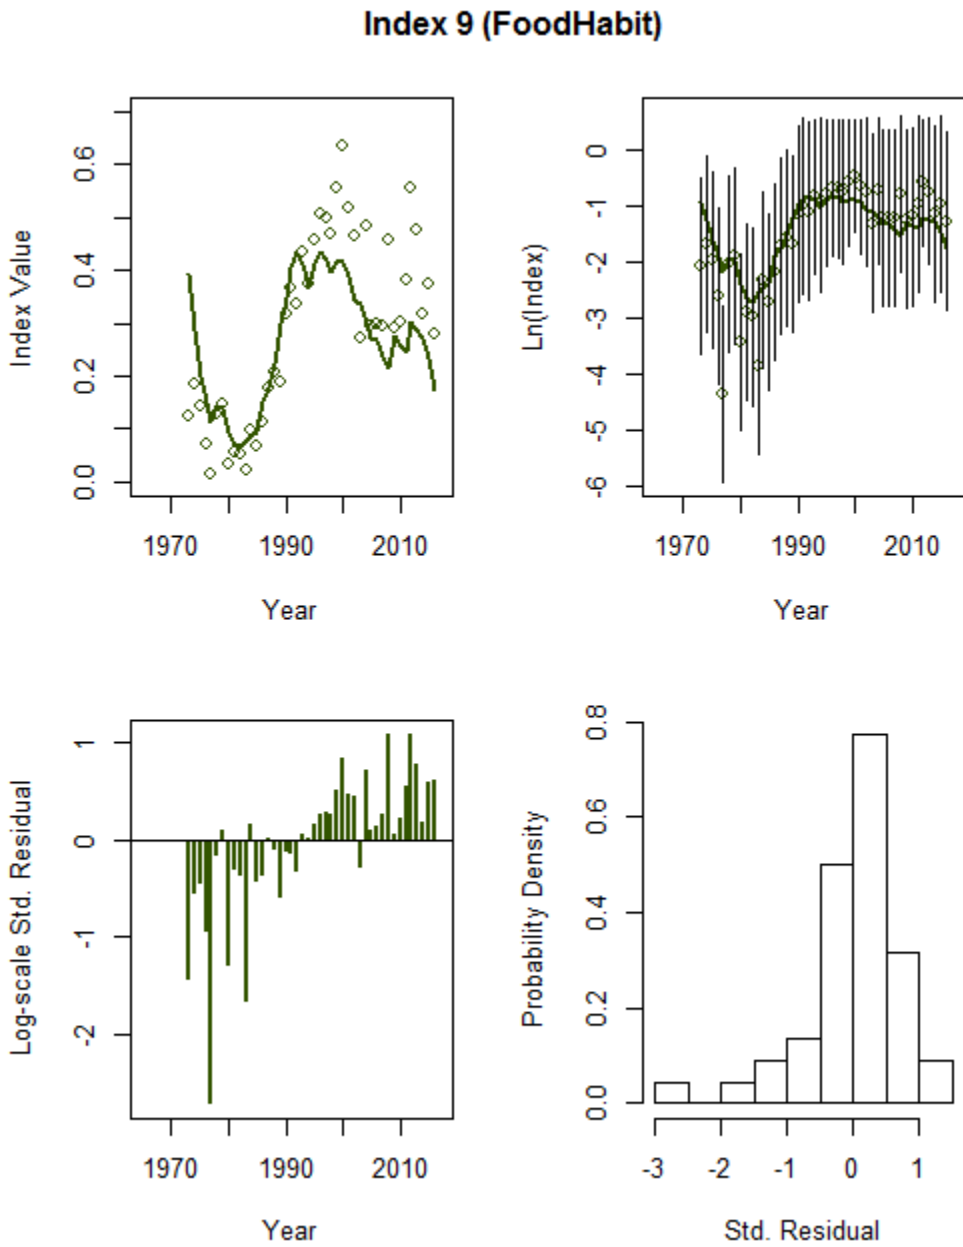 Index 9 (FoodHabit)
Index Value
0.6
0.4
0.2
0.0
1970 1990 2010
Year
Ln(Index)
0
-1
-2
-3
-4
-5
-6
1970 1990 2010
Year
Log-scale Std. Residual
1
0
-1
-2
1970 1990 2010
Year
Probability Density
0.8
0.6
0.4
0.2
0.0
-3 -2 -1 0 1
Std. Residual